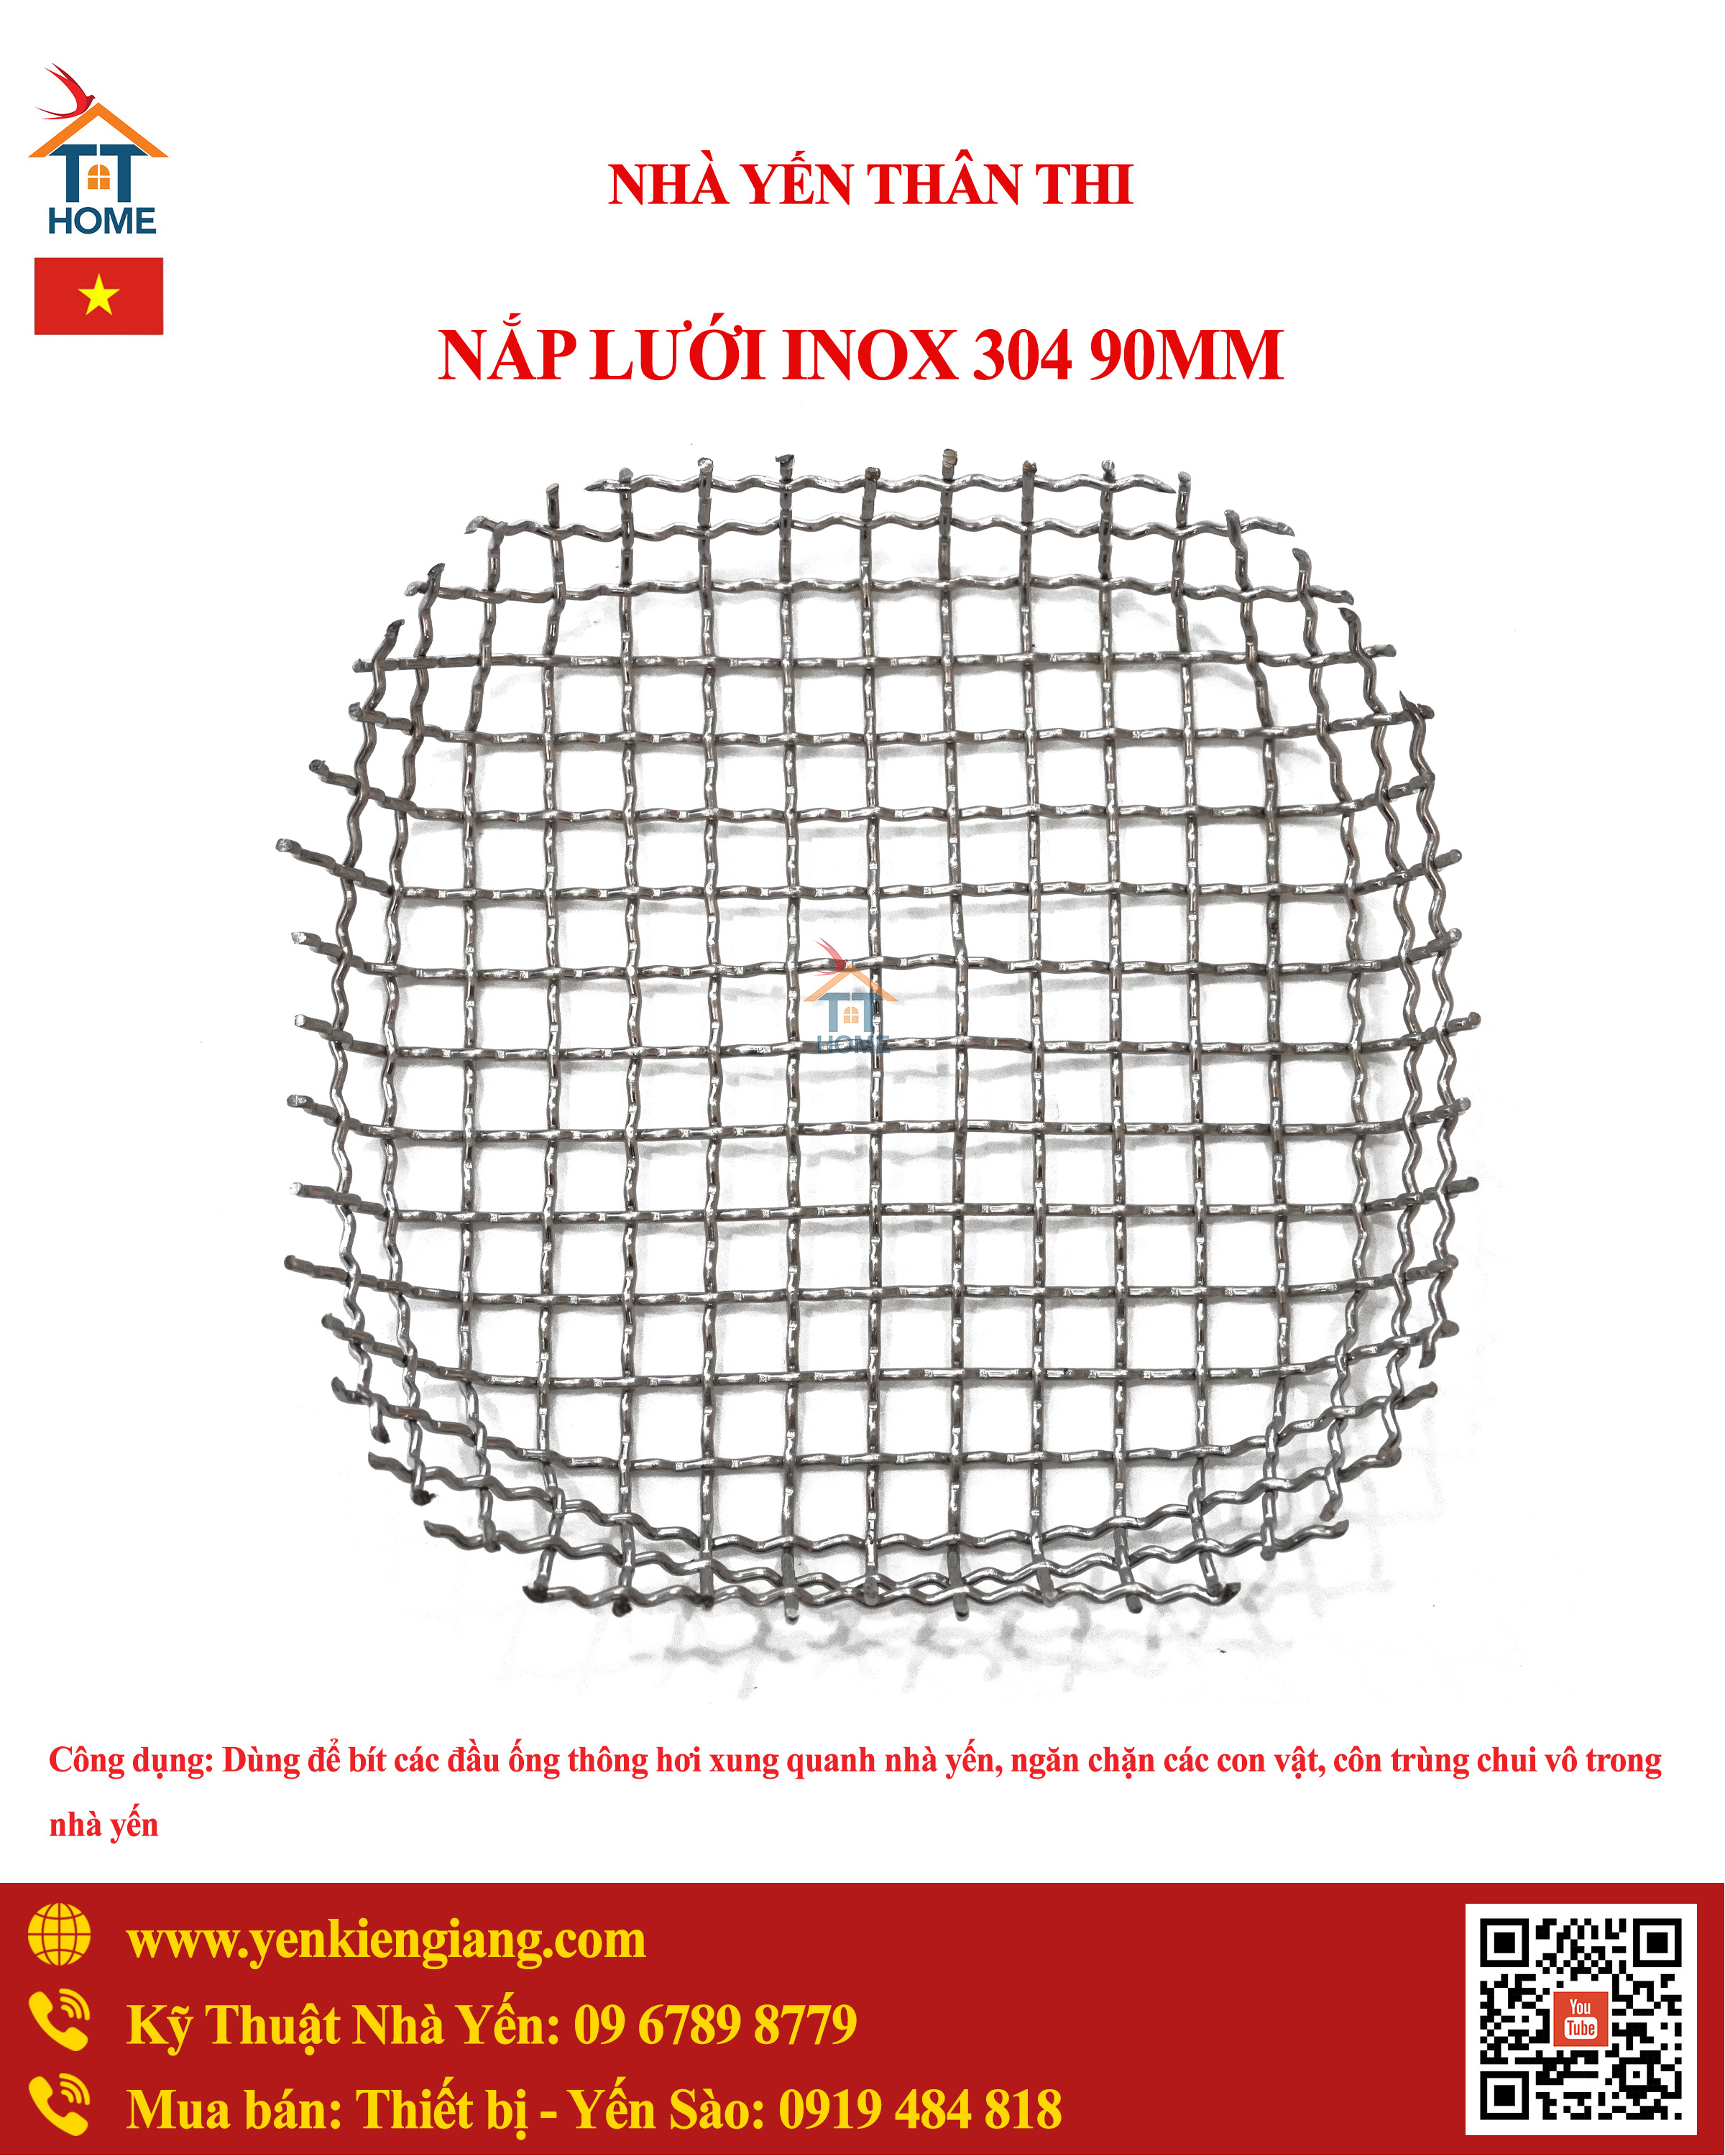 TT
HOME
NHÀ YẾN THÂN THI
NẮP LƯỚI INOX 304 90MM
TT
HOME
Công dụng: Dùng để bít các đầu ống thông hơi xung quanh nhà yến, ngăn chặn các con vật, côn trùng chui vô trong
nhà yến
www.yenkiengiang.com
Kỹ Thuật Nhà Yến: 09 6789 8779
Mua bán: Thiết bị - Yến Sào: 0919 484 818
You
Tube